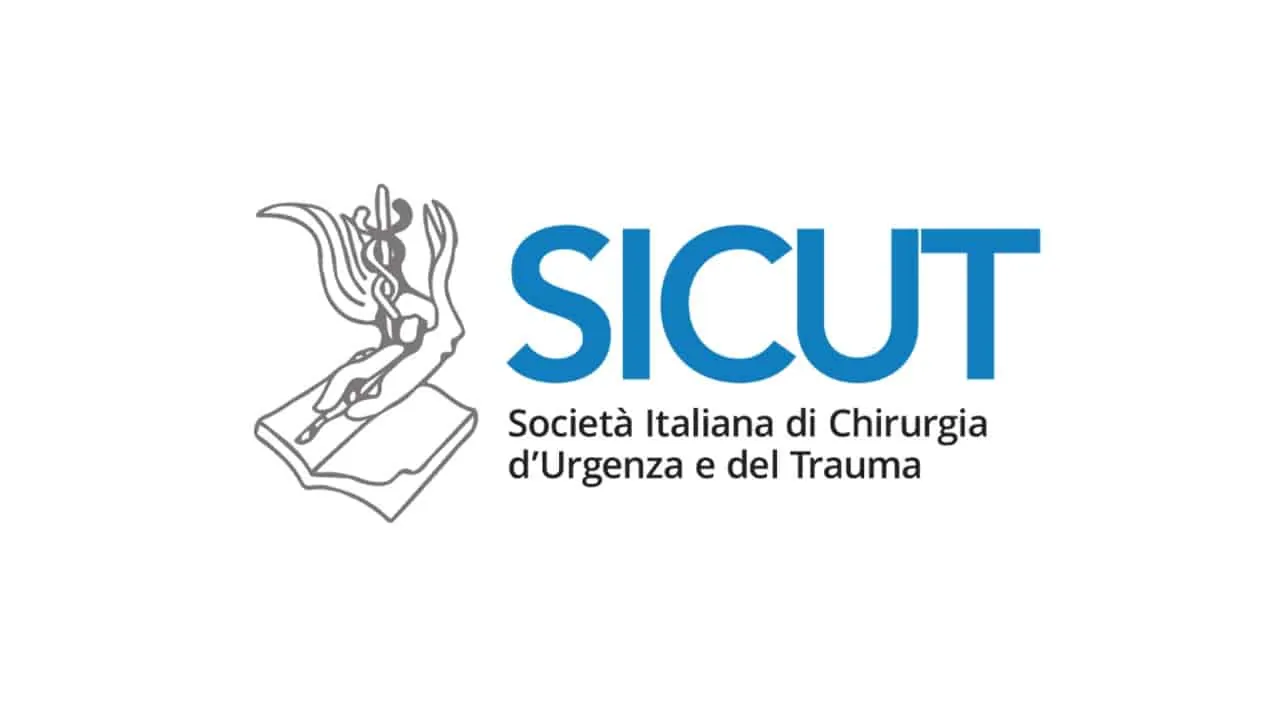 SICUT
Società Italiana di Chirurgia
d’Urgenza e del Trauma